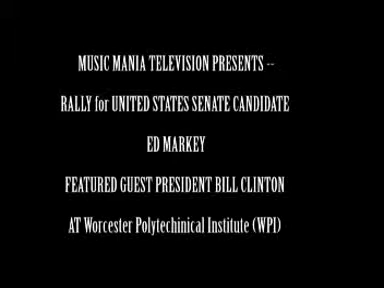 MUSIC MANIA TELEVISION PRESENTS --
RALLY for UNITED STATES SENATE CANDIDATE
ED MARKEY
FEATURED GUEST PRESIDENT BILL CLINTON
AT Worcester Polytechinical Institute (WPI)